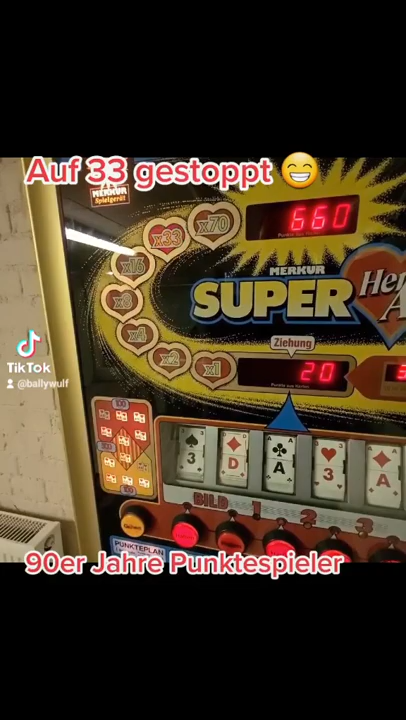 Auf 33 gestoppt 😁
MERKUR
Spielgerät
x70
x33
x16
x8
x4
x2
x1
660
MERKUR
SUPER
Her
Ziehung
20
TikTok
@ballywulf
3 D A 3 A
BILD 1 2 3
PUNKTEPLAN
90er Jahre Punktespieler